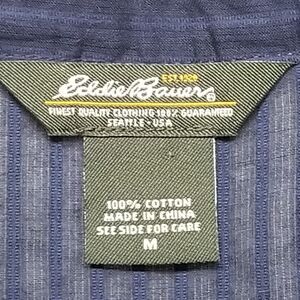 EST. 1920
Eddie Bauer®
FINEST QUALITY CLOTHING 100% GUARANTEED
SEATTLE - USA
100% COTTON
MADE IN CHINA
SEE SIDE FOR CARE
M